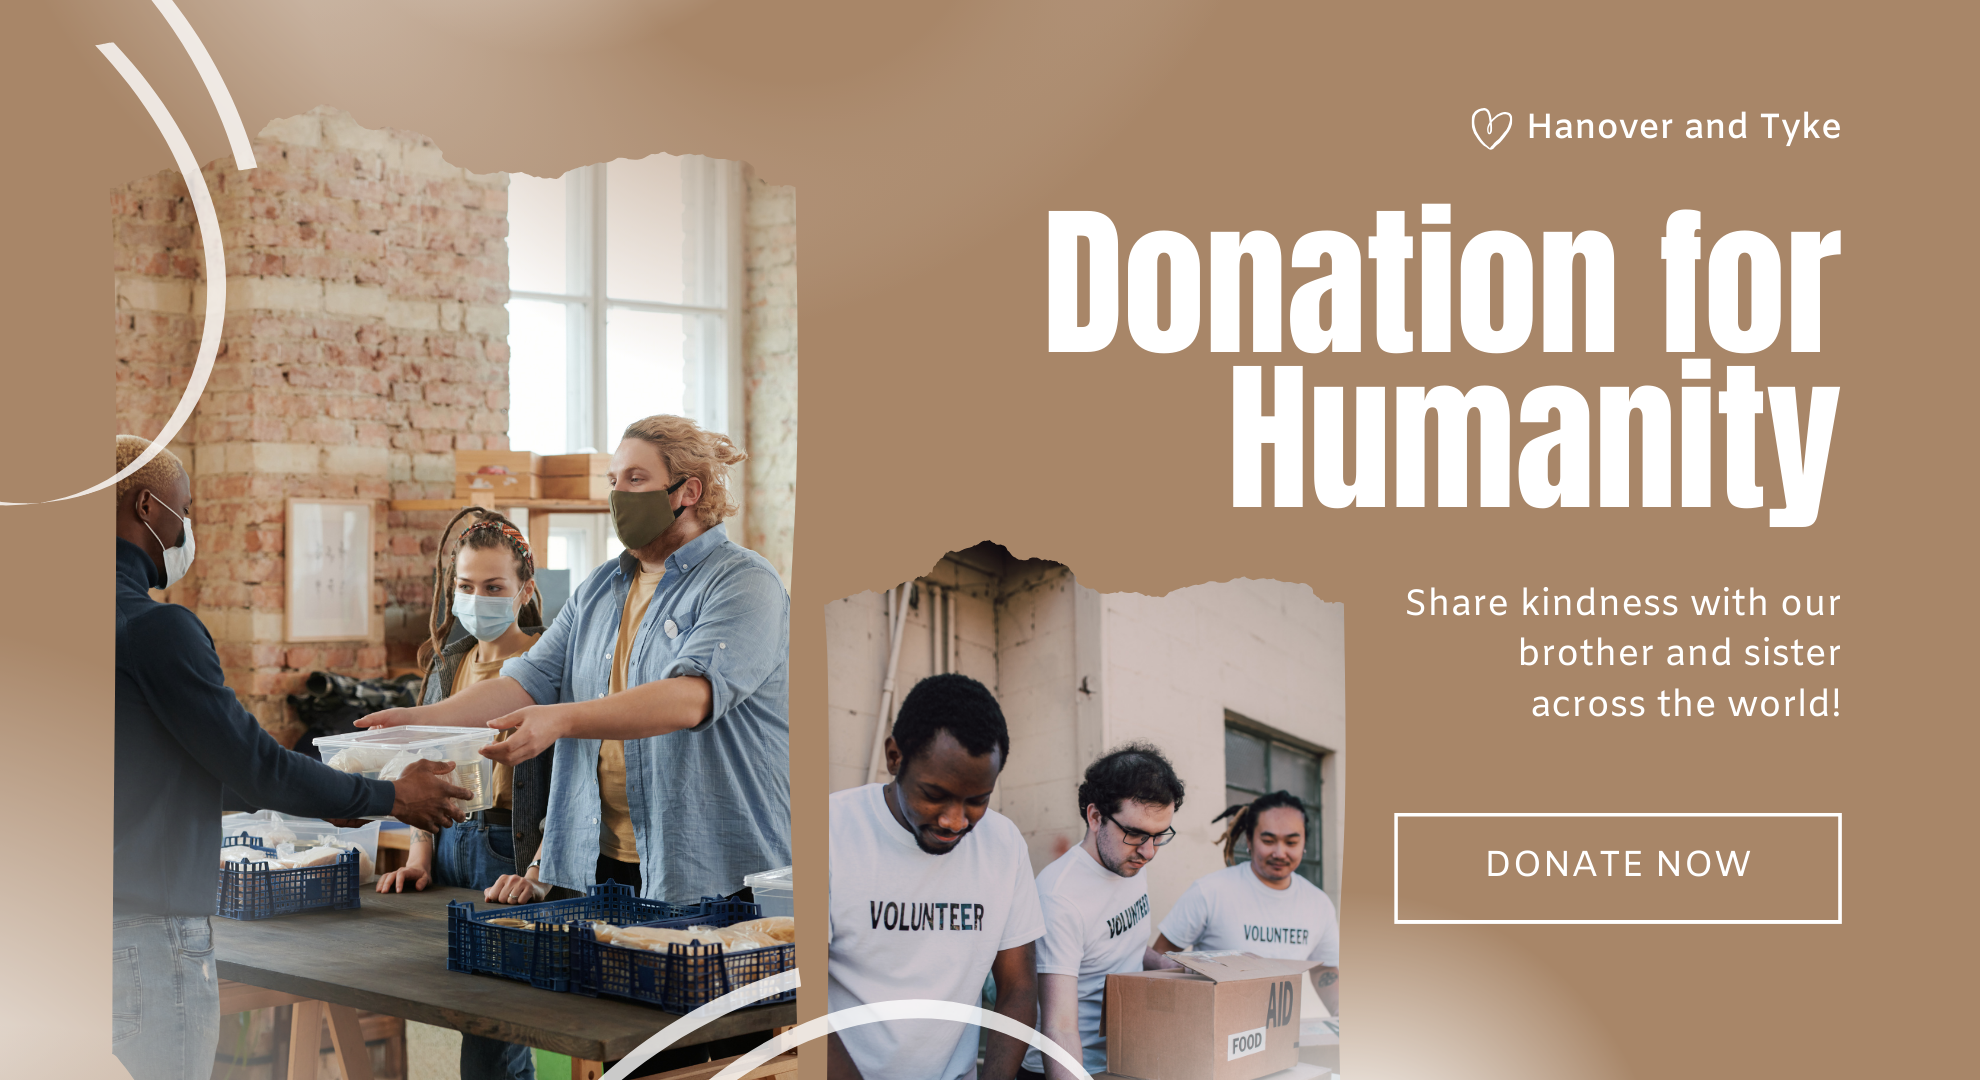 Hanover and Tyke
Donation for
Humanity
Share kindness with our
brother and sister
across the world!
DONATE NOW
VOLUNTEER
VOLUNTEER
VOLUNTEER
AID
FOOD